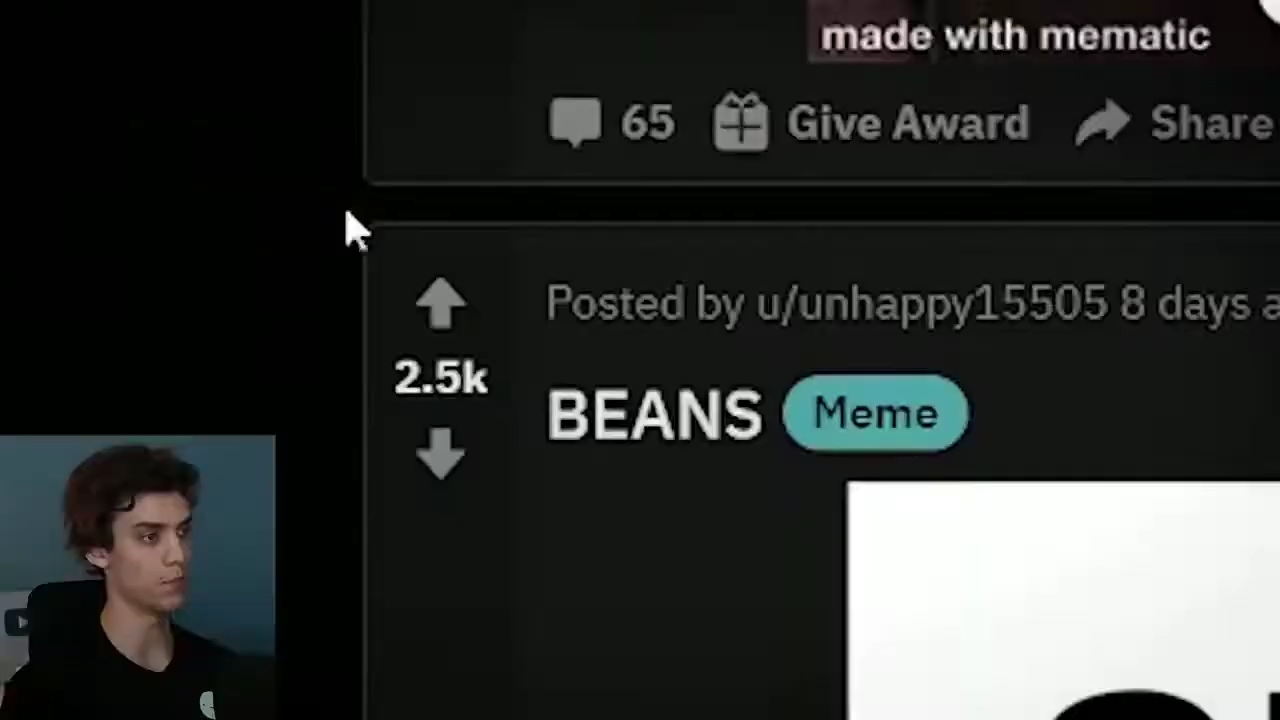 made with mematic
65 Give Award Share
Posted by u/unhappy15505 8 days
2.5k
BEANS Meme